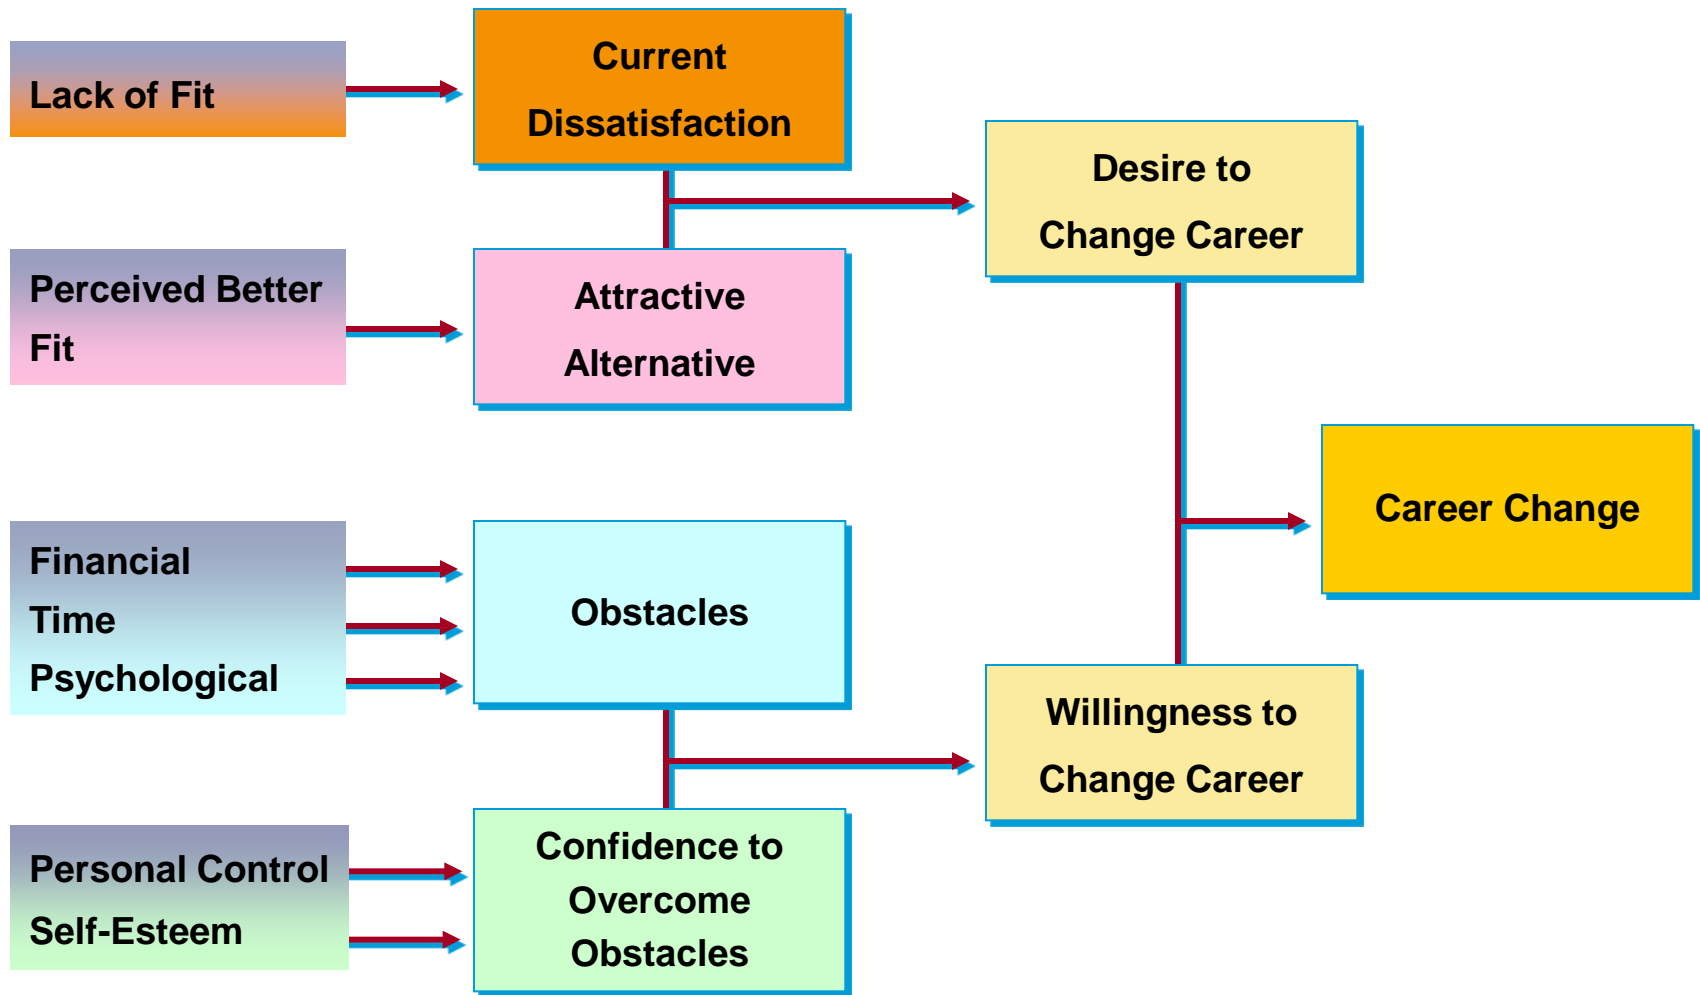 Lack of Fit
Current
Dissatisfaction
Desire to
Change Career
Perceived Better
Fit
Attractive
Alternative
Career Change
Financial
Time
Psychological
Obstacles
Willingness to
Change Career
Personal Control
Self-Esteem
Confidence to
Overcome
Obstacles